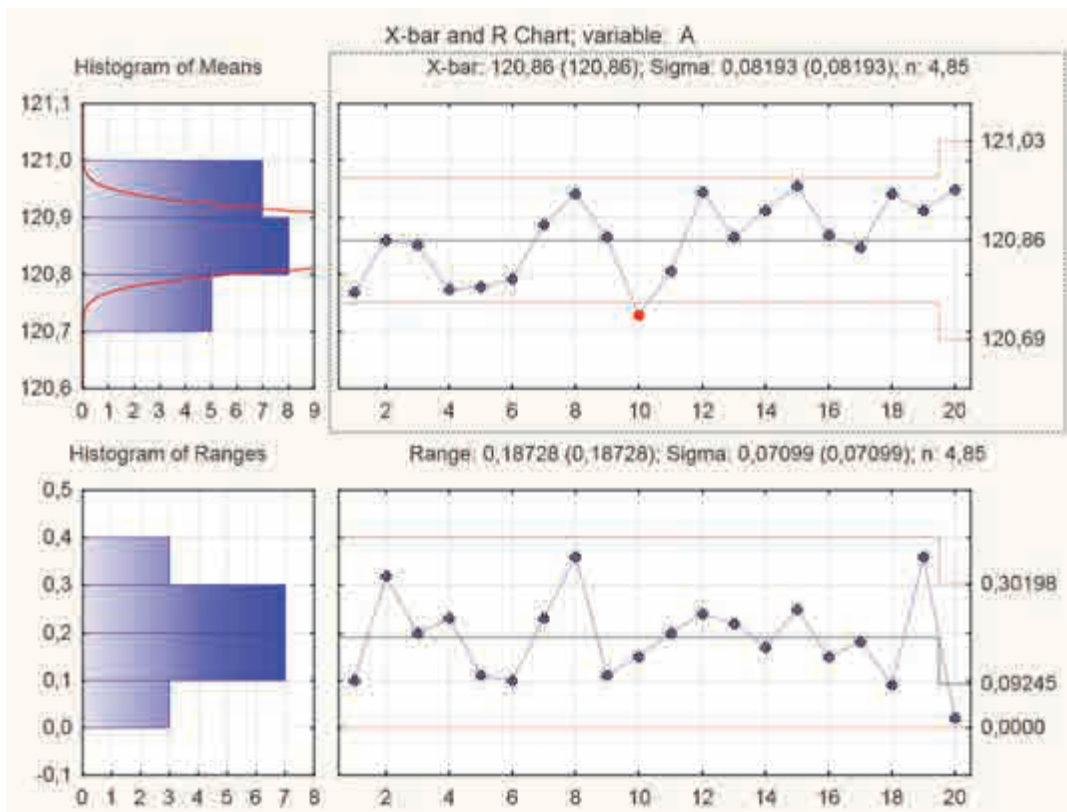 X-bar and R Chart; variable: A
Histogram of Means
X-bar: 120,86 (120,86); Sigma: 0,08193 (0,08193); n: 4,85
121,1
121,0
120,9
120,8
120,7
120,6
0 1 2 3 4 5 6 7 8 9
2 4 6 8 10 12 14 16 18 20
121,03
120,86
120,69
Histogram of Ranges
Range: 0,18728 (0,18728); Sigma: 0,07099 (0,07099); n: 4,85
0,5
0,4
0,3
0,2
0,1
0,0
-0,1
0 1 2 3 4 5 6 7 8
2 4 6 8 10 12 14 16 18 20
0,30198
0,09245
0,0000